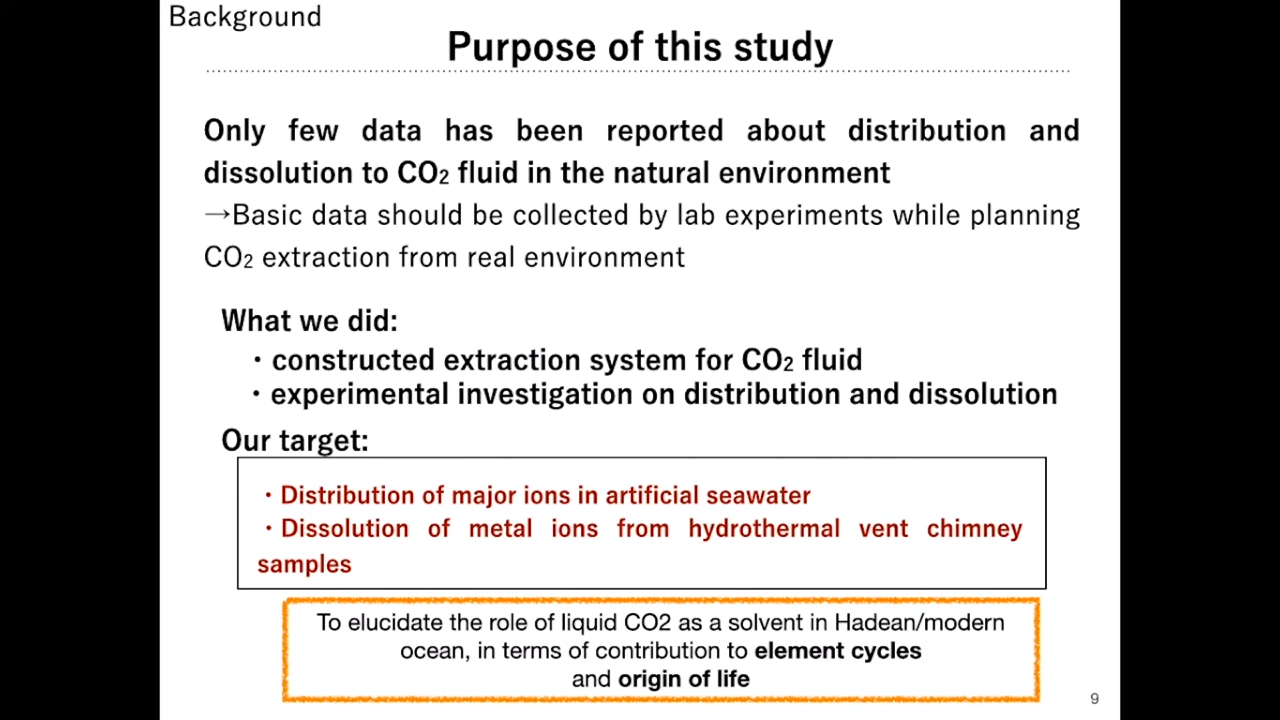 Background
Purpose of this study
Only few data has been reported about distribution and
dissolution to CO₂ fluid in the natural environment
→Basic data should be collected by lab experiments while planning
CO₂ extraction from real environment
What we did:
・constructed extraction system for CO₂ fluid
・experimental investigation on distribution and dissolution
Our target:
・Distribution of major ions in artificial seawater
・Dissolution of metal ions from hydrothermal vent chimney
samples
To elucidate the role of liquid CO2 as a solvent in Hadean/modern
ocean, in terms of contribution to element cycles
and origin of life
9